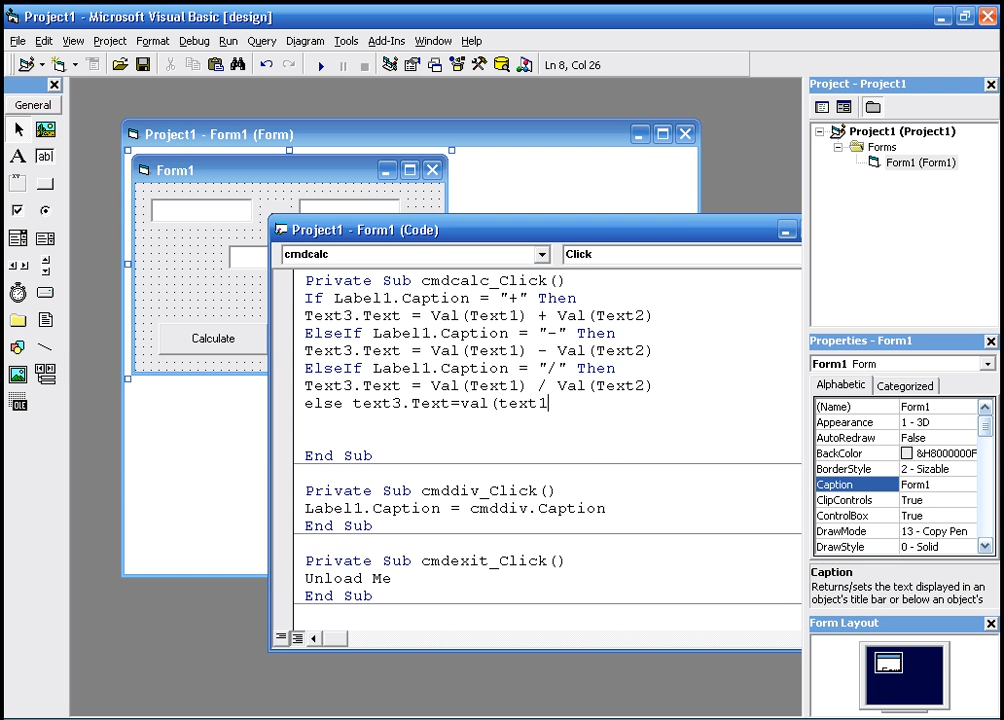 Project1 - Microsoft Visual Basic [design]
File Edit View Project Format Debug Run Query Diagram Tools Add-Ins Window Help
Ln 8, Col 26
General
Project1 - Form1 (Form)
Form1
Calculate
Project1 - Form1 (Code)
cmdcalc Click
Private Sub cmdcalc_Click()
If Label1.Caption = "+" Then
Text3.Text = Val(Text1) + Val(Text2)
ElseIf Label1.Caption = "-" Then
Text3.Text = Val(Text1) - Val(Text2)
ElseIf Label1.Caption = "/" Then
Text3.Text = Val(Text1) / Val(Text2)
else text3.Text=val(text1
End Sub
Private Sub cmddiv_Click()
Label1.Caption = cmddiv.Caption
End Sub
Private Sub cmdexit_Click()
Unload Me
End Sub
Project - Project1
Project1 (Project1)
Forms
Form1 (Form1)
Properties - Form1
Form1 Form
Alphabetic Categorized
(Name) Form1
Appearance 1 - 3D
AutoRedraw False
BackColor &H8000000F
BorderStyle 2 - Sizable
Caption Form1
ClipControls True
ControlBox True
DrawMode 13 - Copy Pen
DrawStyle 0 - Solid
Caption
Returns/sets the text displayed in an
object's title bar or below an object's
Form Layout